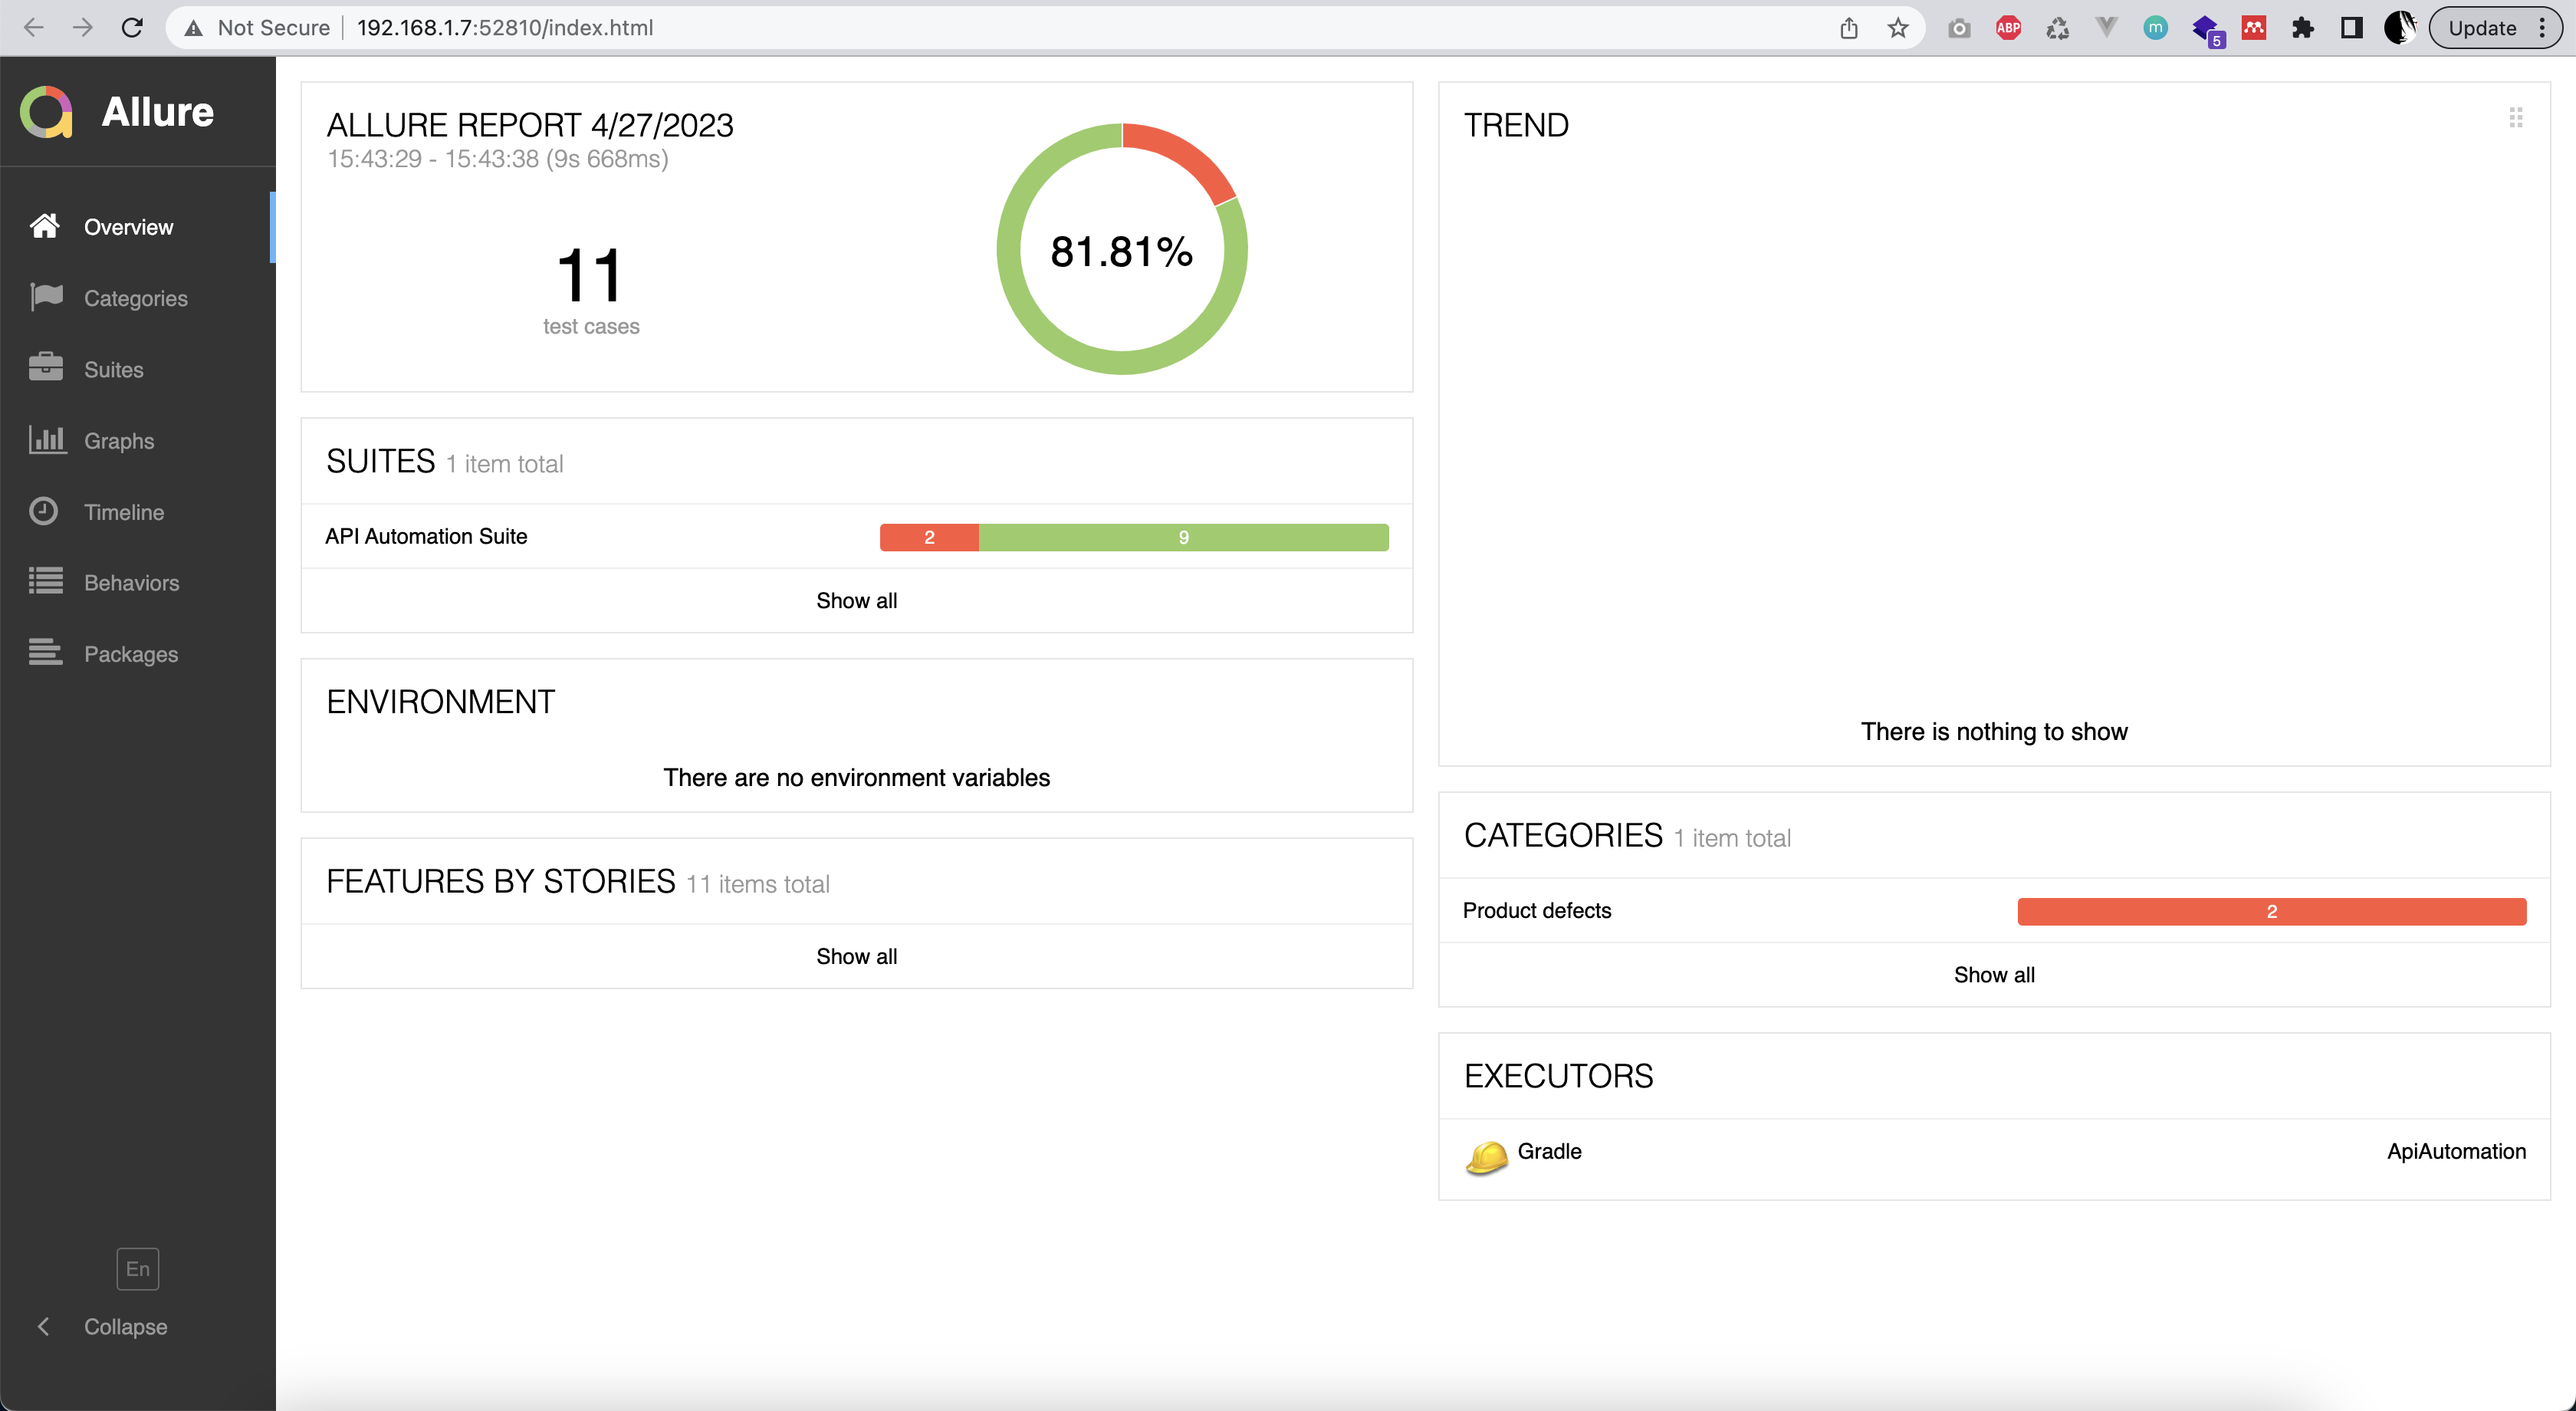 Not Secure
192.168.1.7:52810/index.html
ABP
m
5
Update
Allure
Overview
Categories
Suites
Graphs
Timeline
Behaviors
Packages
En
Collapse
ALLURE REPORT 4/27/2023
15:43:29 - 15:43:38 (9s 668ms)
11
test cases
81.81%
SUITES 1 item total
API Automation Suite
2
9
Show all
ENVIRONMENT
There are no environment variables
FEATURES BY STORIES 11 items total
Show all
TREND
There is nothing to show
CATEGORIES 1 item total
Product defects
2
Show all
EXECUTORS
Gradle
ApiAutomation